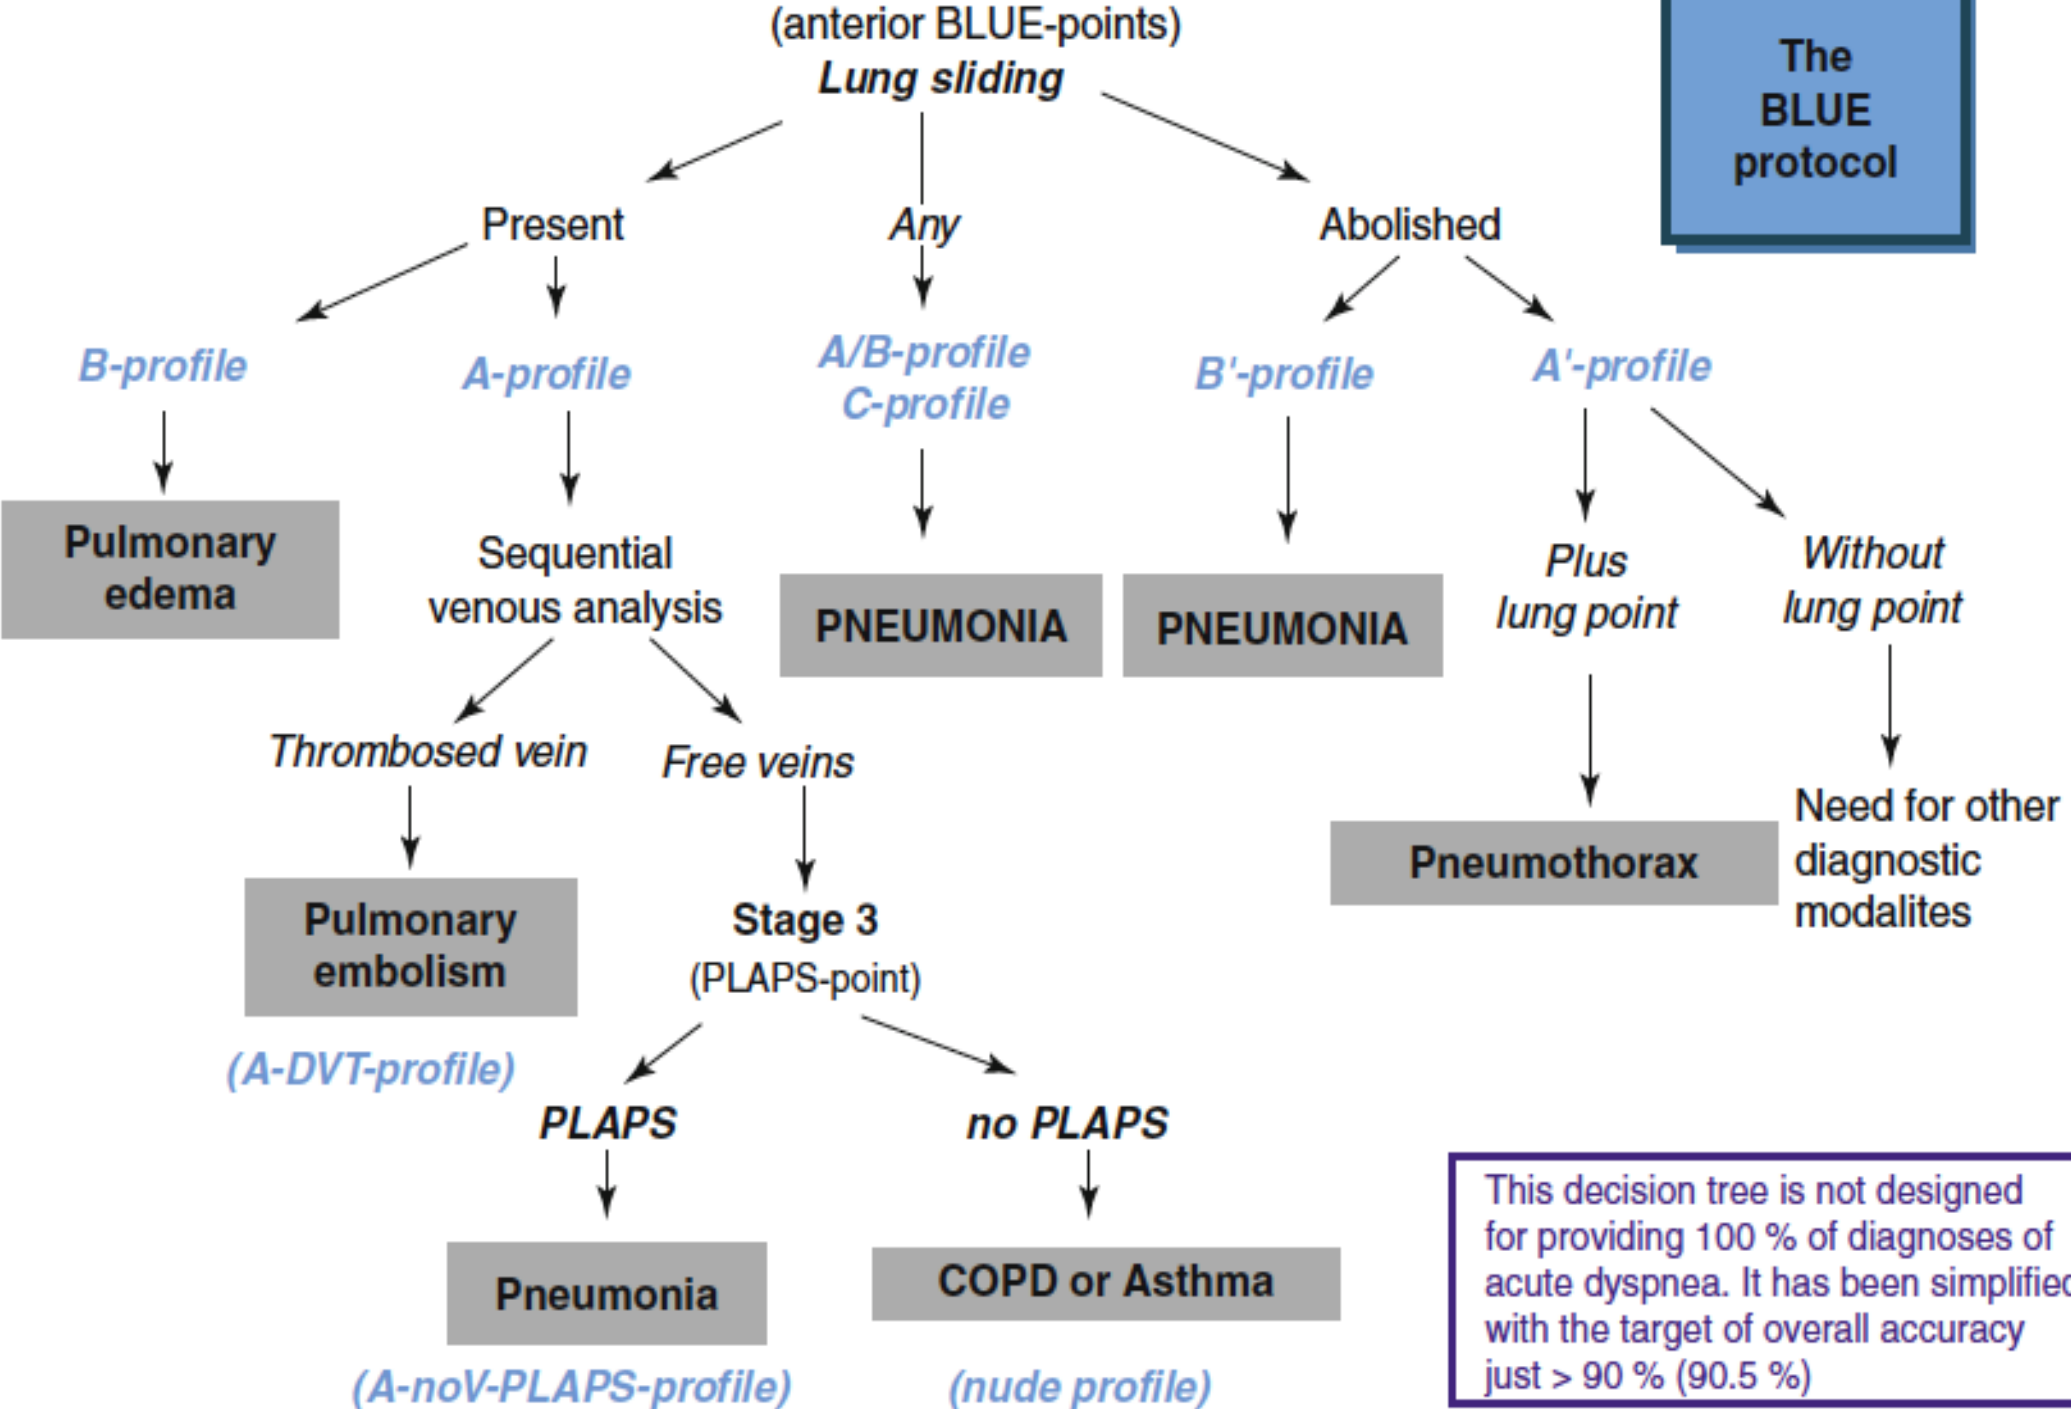 (anterior BLUE-points)
Lung sliding
The
BLUE
protocol
Present
Any
Abolished
B-profile
A-profile
A/B-profile
C-profile
B'-profile
A'-profile
Pulmonary
edema
Sequential
venous analysis
PNEUMONIA
PNEUMONIA
Plus
lung point
Without
lung point
Thrombosed vein
Free veins
Pulmonary
embolism
(A-DVT-profile)
Stage 3
(PLAPS-point)
Pneumothorax
Need for other
diagnostic
modalites
PLAPS
no PLAPS
Pneumonia
(A-noV-PLAPS-profile)
COPD or Asthma
(nude profile)
This decision tree is not designed
for providing 100 % of diagnoses of
acute dyspnea. It has been simplified
with the target of overall accuracy
just > 90 % (90.5 %)